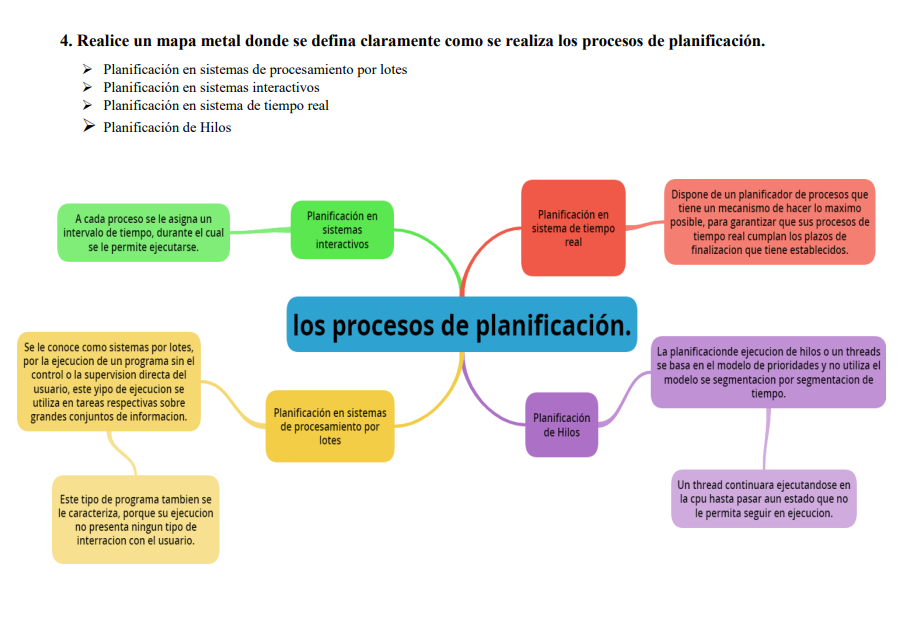 4. Realice un mapa metal donde se defina claramente como se realiza los procesos de planificación.
➢ Planificación en sistemas de procesamiento por lotes
➢ Planificación en sistemas interactivos
➢ Planificación en sistema de tiempo real
➢ Planificación de Hilos
A cada proceso se le asigna un
intervalo de tiempo, durante el cual
se le permite ejecutarse.
Planificación en
sistemas
interactivos
Planificación en
sistema de tiempo
real
Dispone de un planificador de procesos que
tiene un mecanismo de hacer lo maximo
posible, para garantizar que sus procesos de
tiempo real cumplan los plazos de
finalizacion que tiene establecidos.
los procesos de planificación.
Se le conoce como sistemas por lotes,
por la ejecucion de un programa sin el
control o la supervision directa del
usuario, este yipo de ejecucion se
utiliza en tareas respectivas sobre
grandes conjuntos de informacion.
Planificación en sistemas
de procesamiento por
lotes
Este tipo de programa tambien se
le caracteriza, porque su ejecucion
no presenta ningun tipo de
interracion con el usuario.
Planificación
de Hilos
La planificacionde ejecucion de hilos o un threads
se basa en el modelo de prioridades y no utiliza el
modelo se segmentacion por segmentacion de
tiempo.
Un thread continuara ejecutandose en
la cpu hasta pasar aun estado que no
le permita seguir en ejecucion.